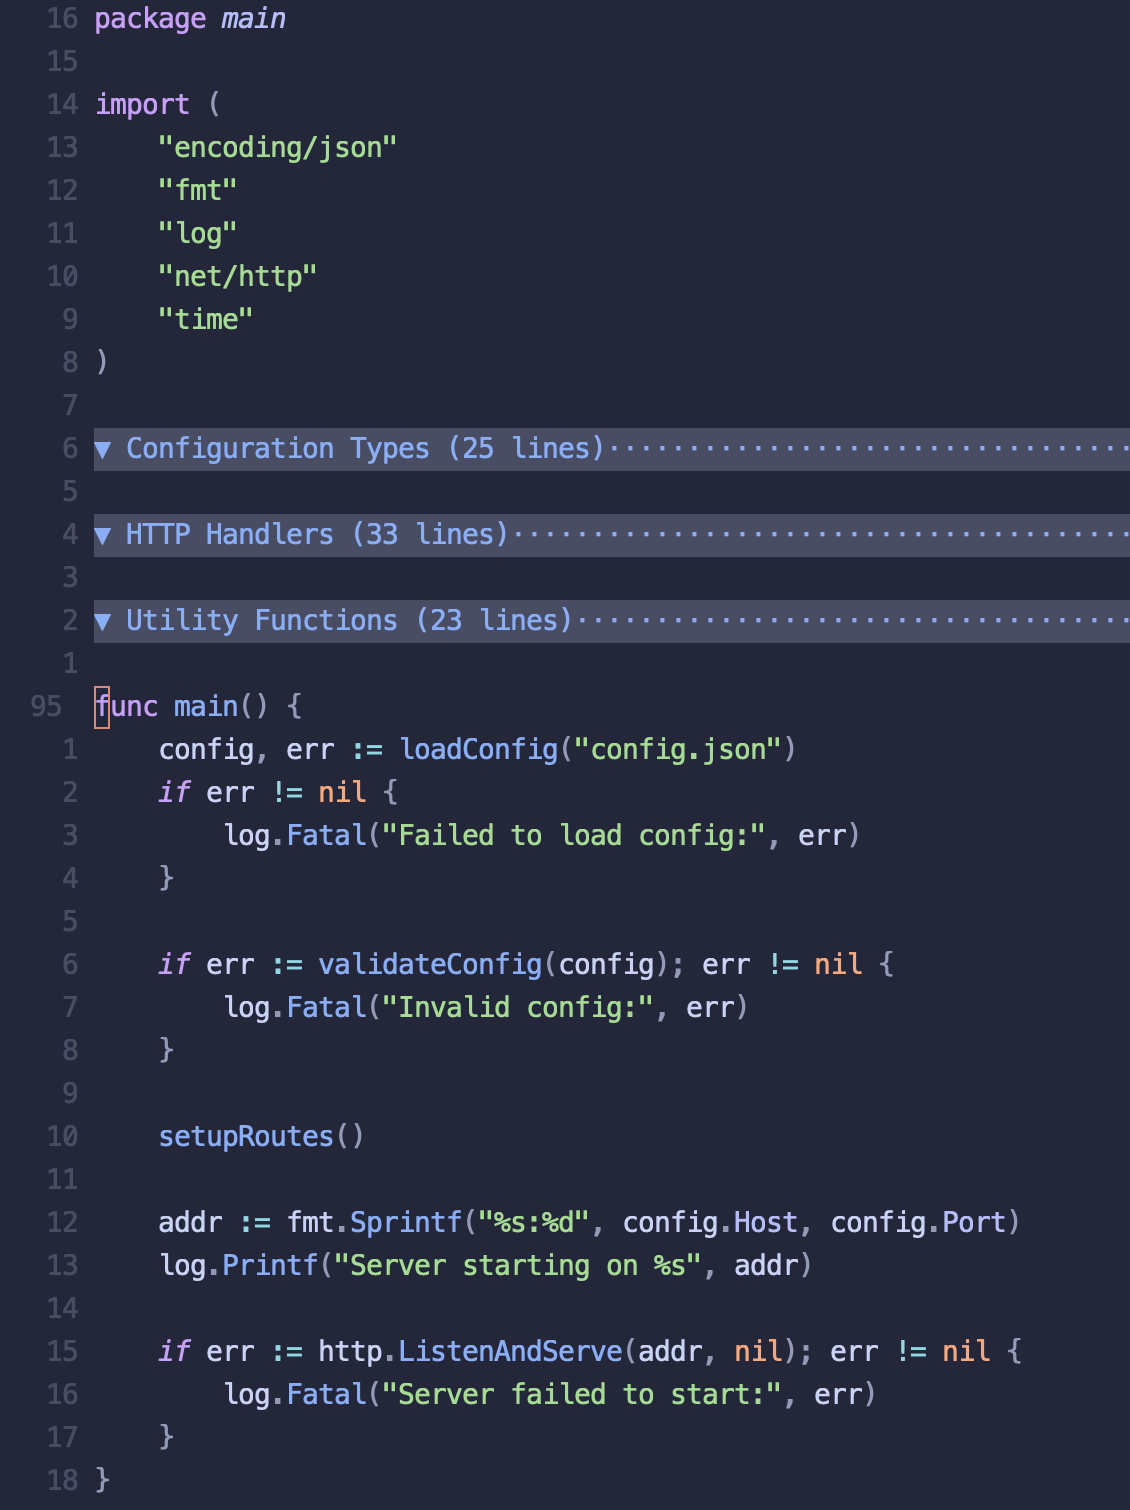 16 package main
15
14 import (
13     "encoding/json"
12     "fmt"
11     "log"
10     "net/http"
9     "time"
8 )
7
6 ▼ Configuration Types (25 lines)·································
5
4 ▼ HTTP Handlers (33 lines)·······································
3
2 ▼ Utility Functions (23 lines)···································
1
95 func main() {
1     config, err := loadConfig("config.json")
2     if err != nil {
3         log.Fatal("Failed to load config:", err)
4     }
5
6     if err := validateConfig(config); err != nil {
7         log.Fatal("Invalid config:", err)
8     }
9
10     setupRoutes()
11
12     addr := fmt.Sprintf("%s:%d", config.Host, config.Port)
13     log.Printf("Server starting on %s", addr)
14
15     if err := http.ListenAndServe(addr, nil); err != nil {
16         log.Fatal("Server failed to start:", err)
17     }
18 }